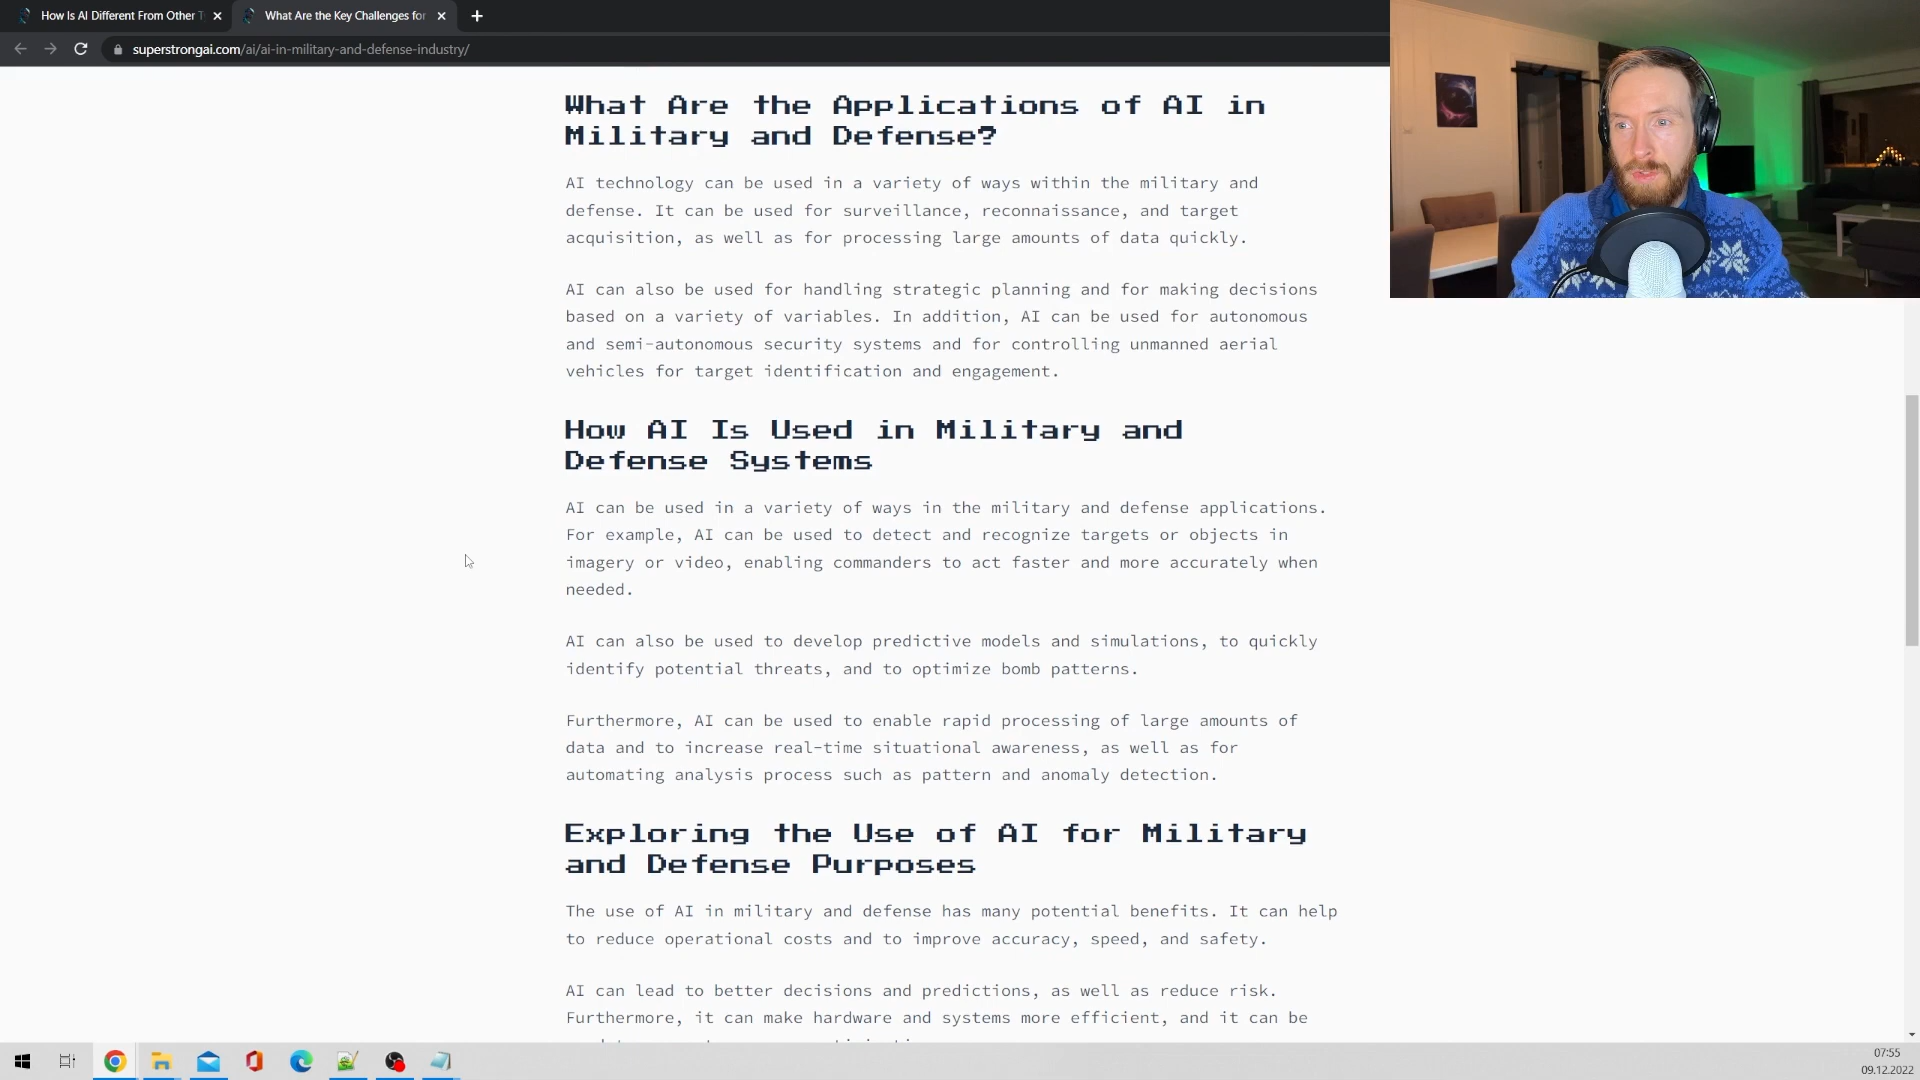 How Is AI Different From Other T
What Are the Key Challenges for
superstrongai.com/ai/ai-in-military-and-defense-industry/
What Are the Applications of AI in
Military and Defense?
AI technology can be used in a variety of ways within the military and
defense. It can be used for surveillance, reconnaissance, and target
acquisition, as well as for processing large amounts of data quickly.
AI can also be used for handling strategic planning and for making decisions
based on a variety of variables. In addition, AI can be used for autonomous
and semi-autonomous security systems and for controlling unmanned aerial
vehicles for target identification and engagement.
How AI Is Used in Military and
Defense Systems
AI can be used in a variety of ways in the military and defense applications.
For example, AI can be used to detect and recognize targets or objects in
imagery or video, enabling commanders to act faster and more accurately when
needed.
AI can also be used to develop predictive models and simulations, to quickly
identify potential threats, and to optimize bomb patterns.
Furthermore, AI can be used to enable rapid processing of large amounts of
data and to increase real-time situational awareness, as well as for
automating analysis process such as pattern and anomaly detection.
Exploring the Use of AI for Military
and Defense Purposes
The use of AI in military and defense has many potential benefits. It can help
to reduce operational costs and to improve accuracy, speed, and safety.
AI can lead to better decisions and predictions, as well as reduce risk.
Furthermore, it can make hardware and systems more efficient, and it can be
07:55
09.12.2022